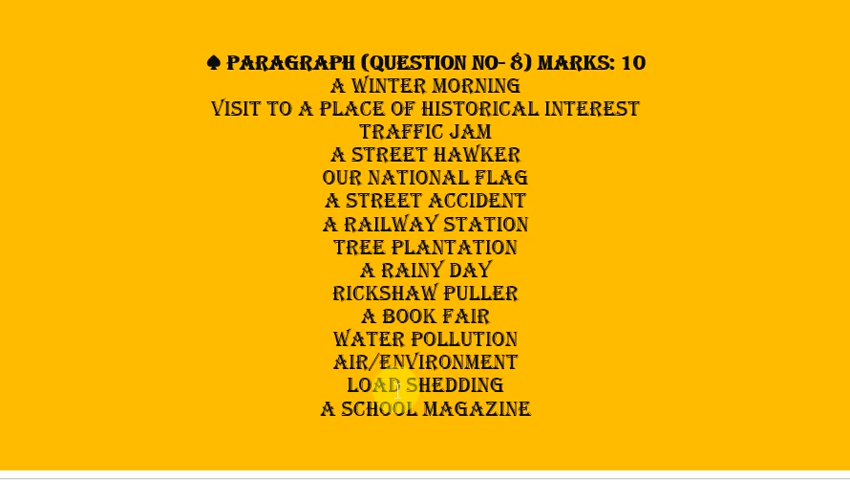 ♠ PARAGRAPH (QUESTION NO- 8) MARKS: 10
A WINTER MORNING
VISIT TO A PLACE OF HISTORICAL INTEREST
TRAFFIC JAM
A STREET HAWKER
OUR NATIONAL FLAG
A STREET ACCIDENT
A RAILWAY STATION
TREE PLANTATION
A RAINY DAY
RICKSHAW PULLER
A BOOK FAIR
WATER POLLUTION
AIR/ENVIRONMENT
LOAD SHEDDING
A SCHOOL MAGAZINE